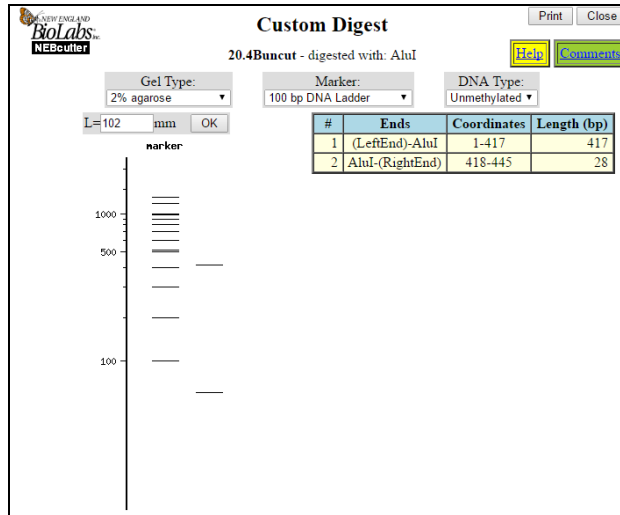 NEW ENGLAND
BioLabs Inc.
NEBcutter
Custom Digest
Print Close
20.4Buncut - digested with: AluI
Help Comments
Gel Type: Marker: DNA Type:
2% agarose 100 bp DNA Ladder Unmethylated
L= 102 mm OK
# Ends Coordinates Length (bp)
1 (LeftEnd)-AluI 1-417 417
2 AluI-(RightEnd) 418-445 28
marker
1000
500
100